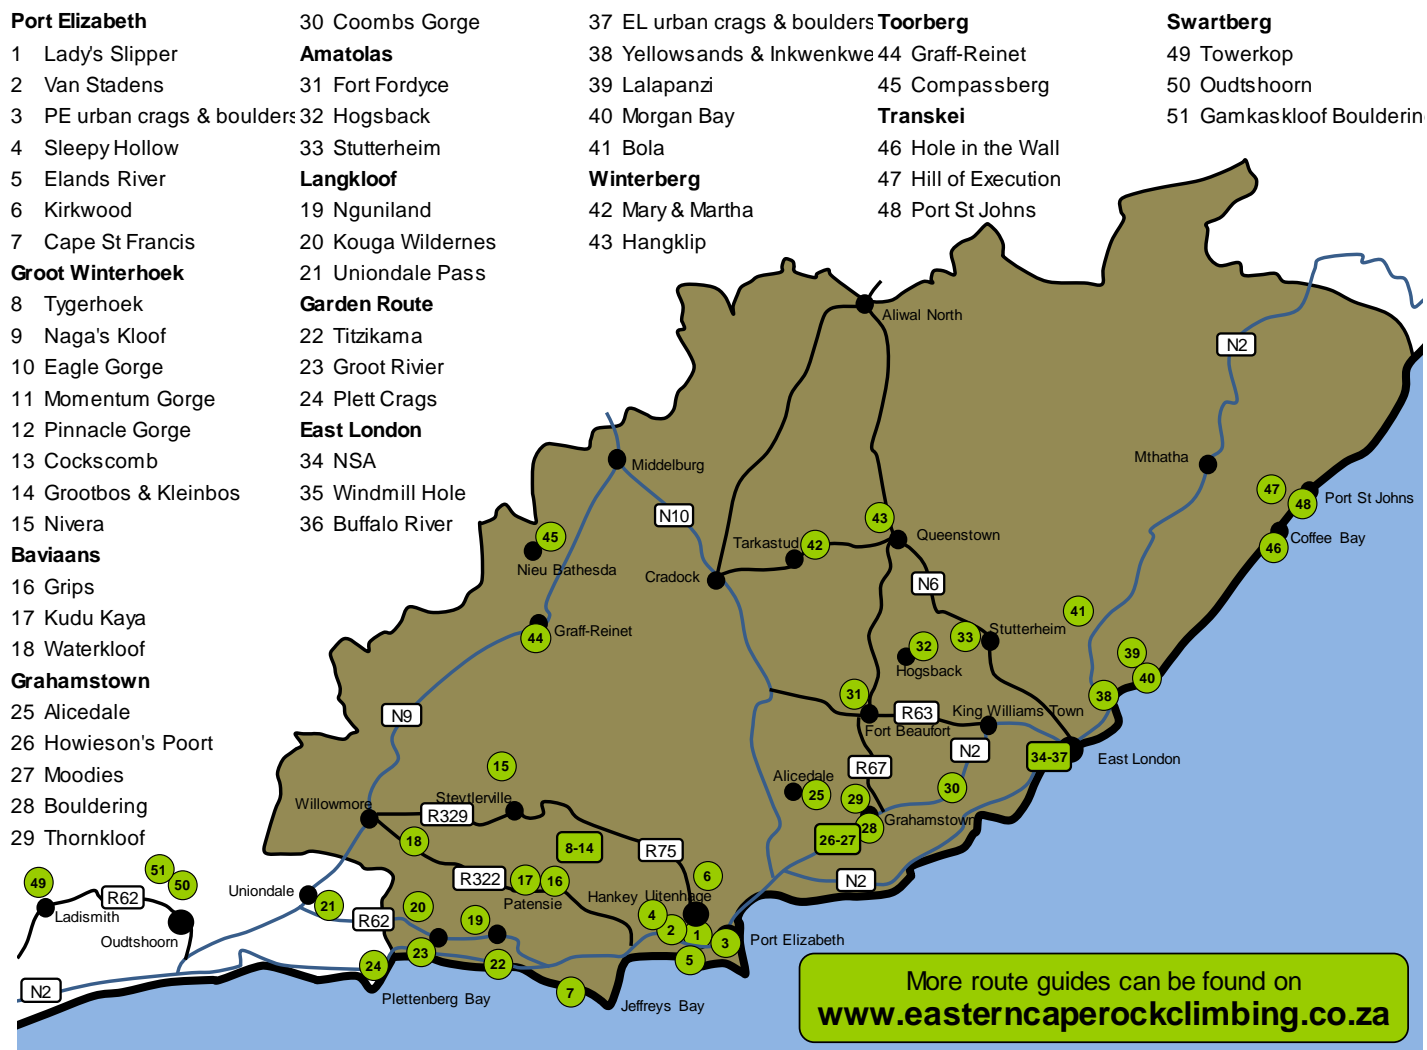 Port Elizabeth
1 Lady's Slipper
2 Van Stadens
3 PE urban crags & boulders
4 Sleepy Hollow
5 Elands River
6 Kirkwood
7 Cape St Francis
Groot Winterhoek
8 Tygerhoek
9 Naga's Kloof
10 Eagle Gorge
11 Momentum Gorge
12 Pinnacle Gorge
13 Cockscomb
14 Grootbos & Kleinbos
15 Nivera
Baviaans
16 Grips
17 Kudu Kaya
18 Waterkloof
Grahamstown
25 Alicedale
26 Howieson's Poort
27 Moodies
28 Bouldering
29 Thornkloof
30 Coombs Gorge
Amatolas
31 Fort Fordyce
32 Hogsback
33 Stutterheim
Langkloof
19 Nguniland
20 Kouga Wildernes
21 Uniondale Pass
Garden Route
22 Titzikama
23 Groot Rivier
24 Plett Crags
East London
34 NSA
35 Windmill Hole
36 Buffalo River
37 EL urban crags & boulders
38 Yellowsands & Inkwenkwe
39 Lalapanzi
40 Morgan Bay
41 Bola
Winterberg
42 Mary & Martha
43 Hangklip
Toorberg
44 Graff-Reinet
45 Compassberg
Transkei
46 Hole in the Wall
47 Hill of Execution
48 Port St Johns
Swartberg
49 Towerkop
50 Oudtshoorn
51 Gamkaskloof Bouldering
Aliwal North
N2
Middelburg
Mthatha
47
48
Port St Johns
N10
43
45
Tarkastud
42
Queenstown
Coffee Bay
46
Nieu Bathesda
Cradock
N6
41
44
Graff-Reinet
32
33
Stutterheim
Hogsback
39
40
31
38
N9
R63
King Williams Town
Fort Beaufort
N2
34-37
East London
15
R67
Alicedale
25
29
30
Willowmore
Steytlerville
R329
28
Grahamstown
26-27
18
8-14
R75
49
51
50
R62
Ladismith
Oudtshoorn
Uniondale
21
R62
20
R322
17
16
Patensie
Hankey
Uitenhage
6
N2
19
4
2
1
3
Port Elizabeth
5
24
23
22
Plettenberg Bay
7
Jeffreys Bay
N2
More route guides can be found on
www.easterncaperockclimbing.co.za